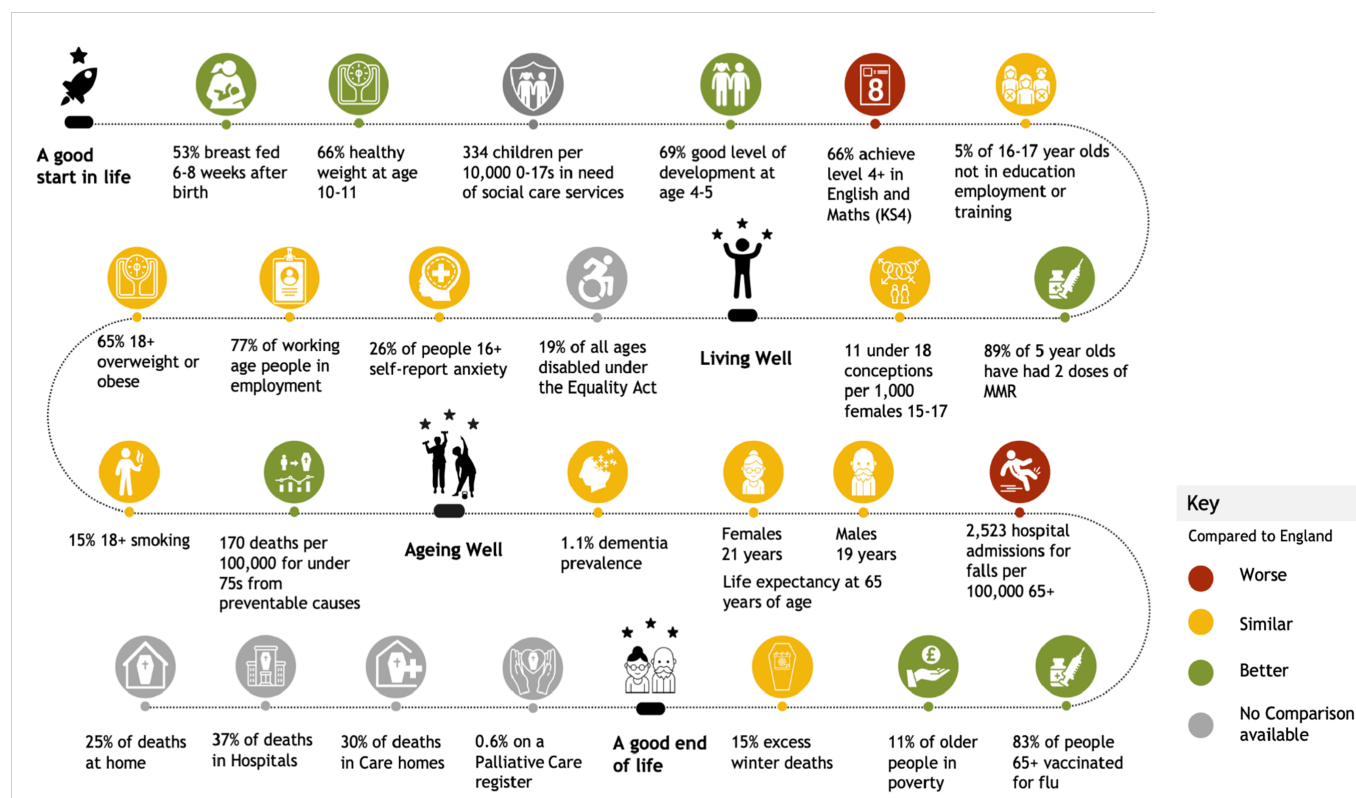 A good
start in life
53% breast fed
6-8 weeks after
birth
66% healthy
weight at age
10-11
334 children per
10,000 0-17s in need
of social care services
69% good level of
development at
age 4-5
8
66% achieve
level 4+ in
English and
Maths (KS4)
5% of 16-17 year olds
not in education
employment or
training
65% 18+
overweight or
obese
77% of working
age people in
employment
26% of people 16+
self-report anxiety
19% of all ages
disabled under
the Equality Act
Living Well
11 under 18
conceptions
per 1,000
females 15-17
89% of 5 year olds
have had 2 doses of
MMR
15% 18+ smoking
170 deaths per
100,000 for under
75s from
preventable causes
Ageing Well
1.1% dementia
prevalence
Females
21 years
Males
19 years
Life expectancy at 65
years of age
2,523 hospital
admissions for
falls per
100,000 65+
25% of deaths
at home
37% of deaths
in Hospitals
30% of deaths
in Care homes
0.6% on a
Palliative Care
register
A good end
of life
15% excess
winter deaths
£
11% of older
people in
poverty
83% of people
65+ vaccinated
for flu
Key
Compared to England
Worse
Similar
Better
No Comparison
available